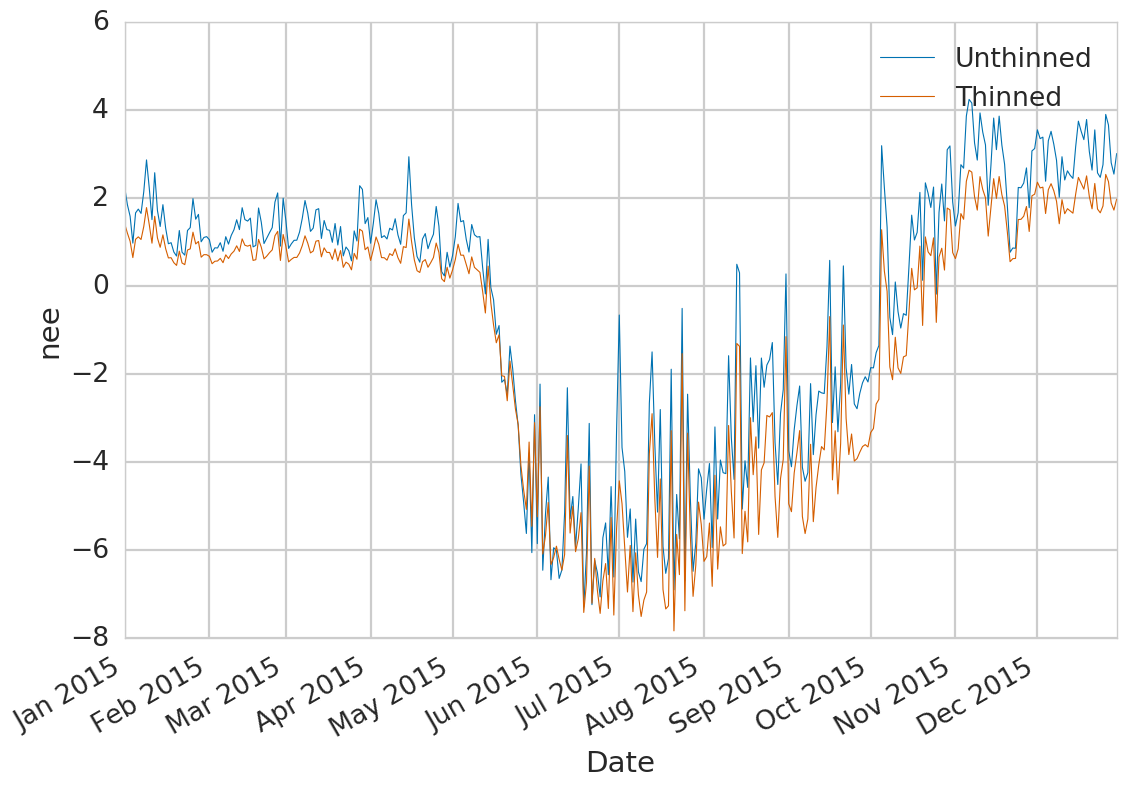 6
4
2
0
−2
−4
−6
−8
nee
Unthinned
Thinned
Jan 2015
Feb 2015
Mar 2015
Apr 2015
May 2015
Jun 2015
Jul 2015
Aug 2015
Sep 2015
Oct 2015
Nov 2015
Dec 2015
Date